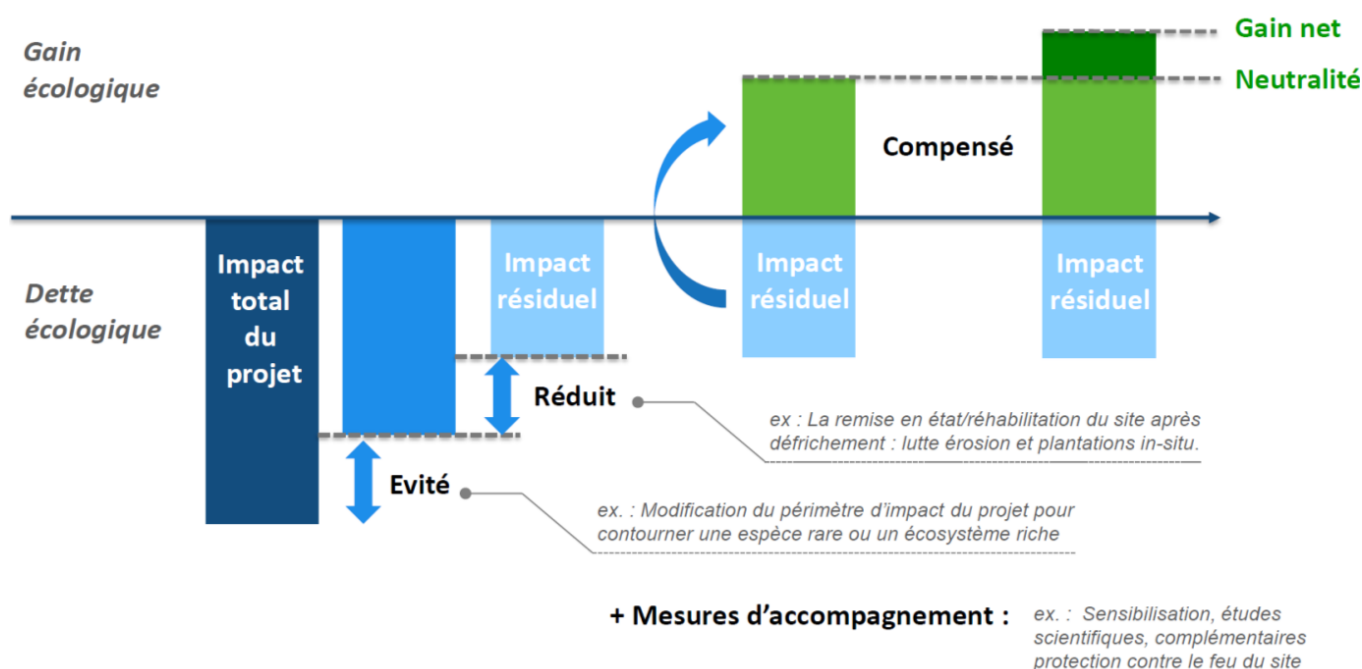 Gain
écologique
Gain net
Neutralité
Compensé
Dette
écologique
Impact
total
du
projet
Impact
résiduel
Impact
résiduel
Impact
résiduel
Réduit
ex : La remise en état/réhabilitation du site après
défrichement : lutte érosion et plantations in-situ.
Evité
ex. : Modification du périmètre d'impact du projet pour
contourner une espèce rare ou un écosystème riche
+ Mesures d'accompagnement :
ex. : Sensibilisation, études
scientifiques, complémentaires
protection contre le feu du site